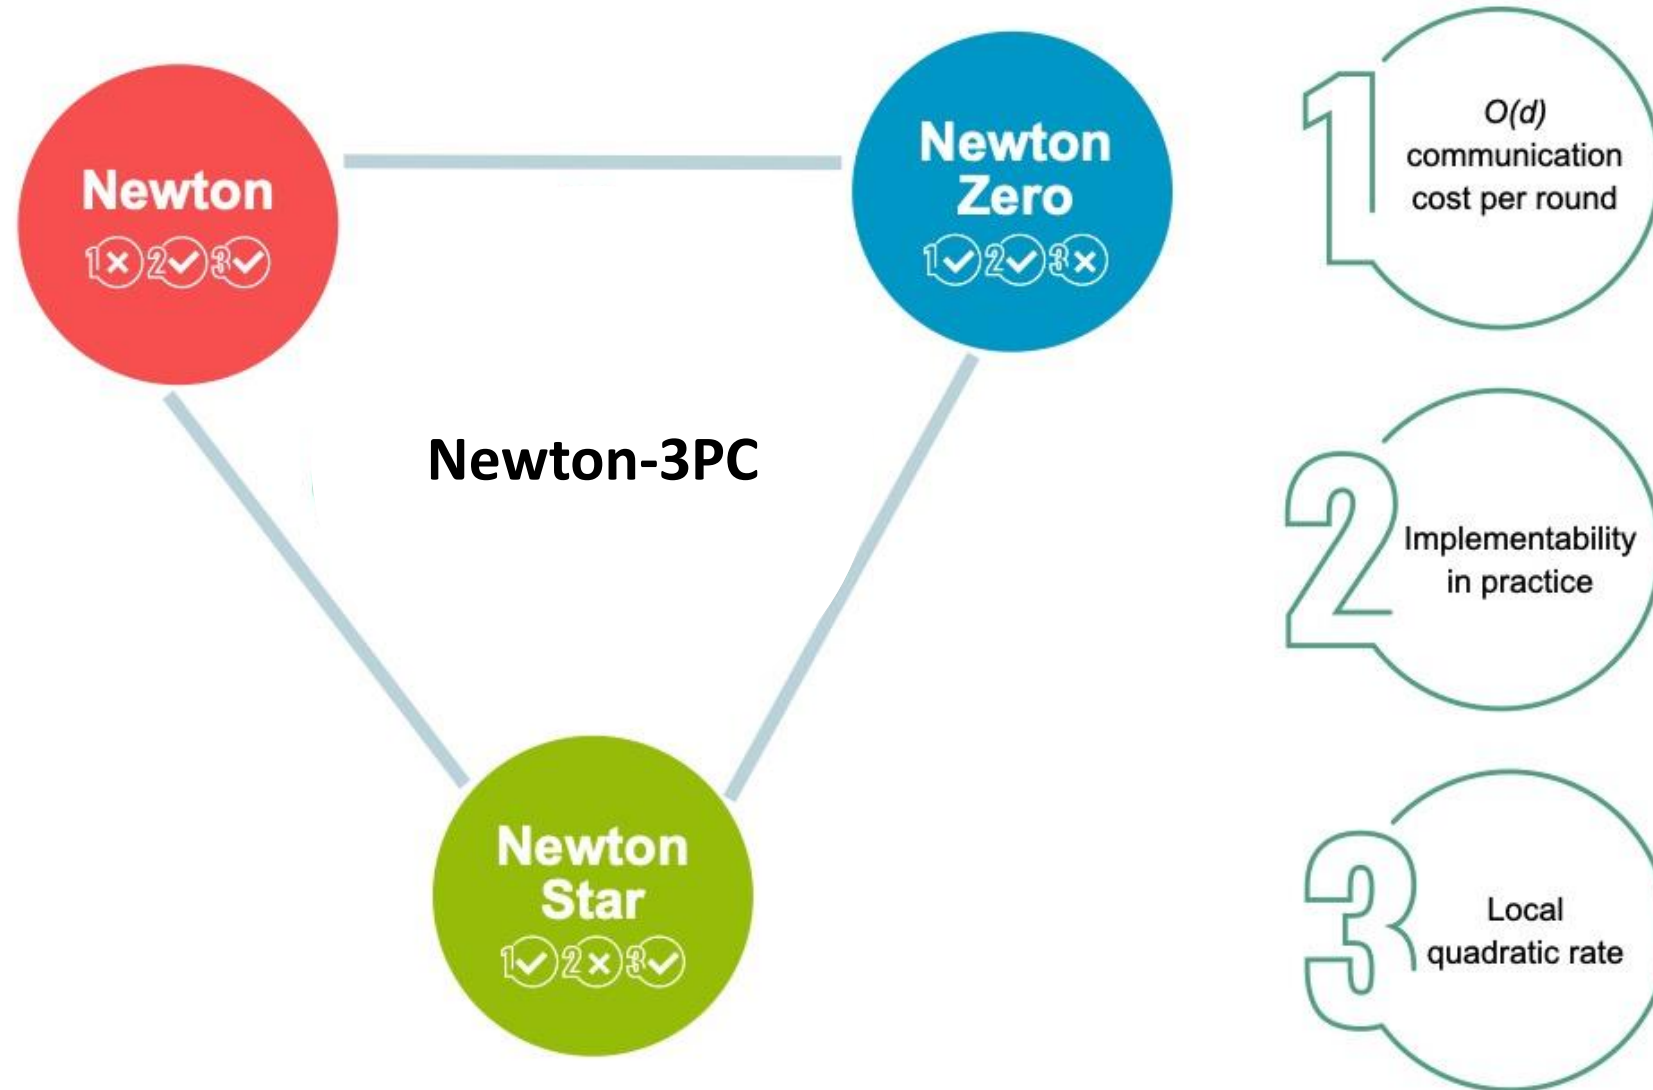 Newton
1 2 3
Newton
Zero
1 2 3
Newton-3PC
Newton
Star
1 2 3
1
O(d)
communication
cost per round
2
Implementability
in practice
3
Local
quadratic rate